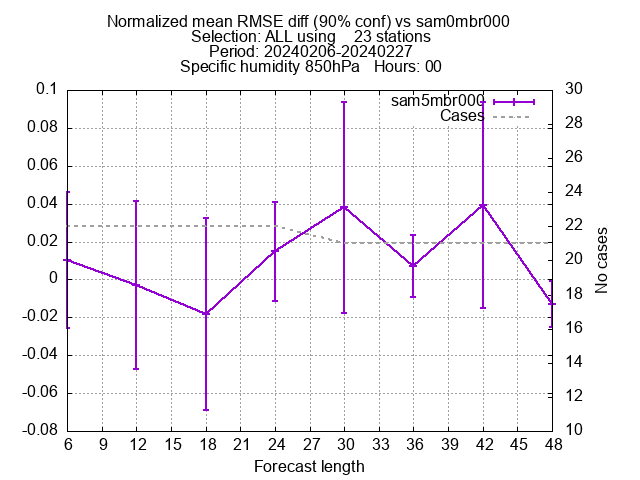 Normalized mean RMSE diff (90% conf) vs sam0mbr000
Selection: ALL using    23 stations
Period: 20240206-20240227
Specific humidity 850hPa   Hours: 00
sam5mbr000
Cases
0.1
0.08
0.06
0.04
0.02
0
-0.02
-0.04
-0.06
-0.08
30
28
26
24
22
20
18
16
14
12
10
No cases
6 9 12 15 18 21 24 27 30 33 36 39 42 45 48
Forecast length